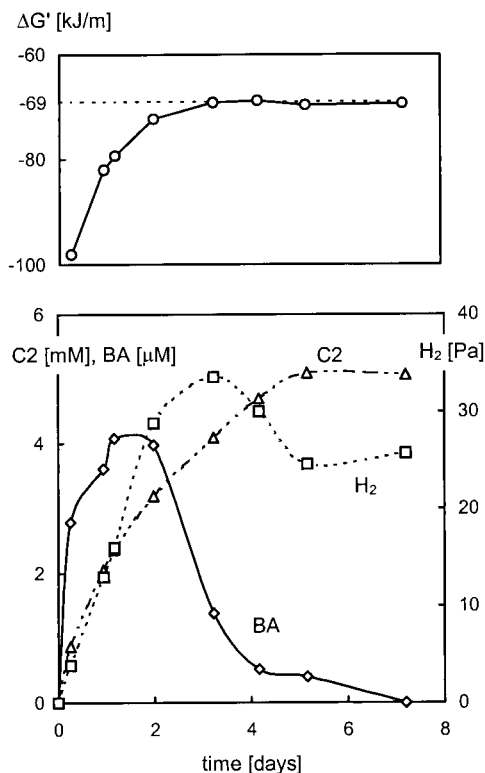 ΔG' [kJ/m]
-60
-69
-80
-100
6
40
C2 [mM], BA [μM]
C2
H₂ [Pa]
30
4
20
H₂
2
10
BA
0
0
0
2
4
6
8
time [days]